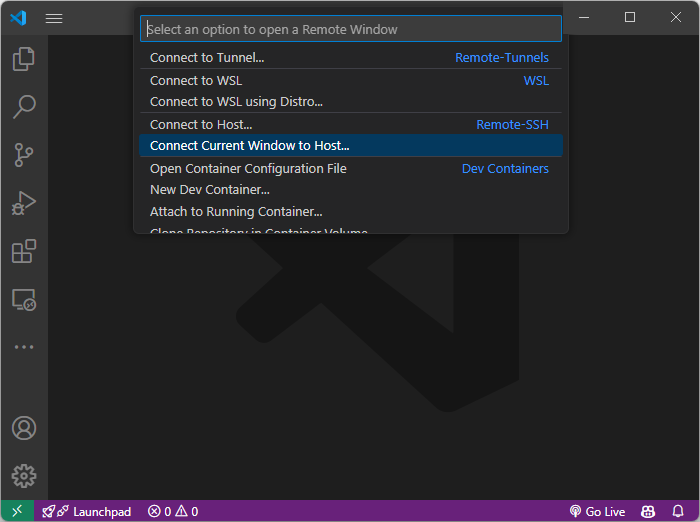 Select an option to open a Remote Window
Connect to Tunnel... Remote-Tunnels
Connect to WSL WSL
Connect to WSL using Distro...
Connect to Host... Remote-SSH
Connect Current Window to Host...
Open Container Configuration File Dev Containers
New Dev Container...
Attach to Running Container...
Clone Repository in Container Volume
Launchpad 0 0 Go Live